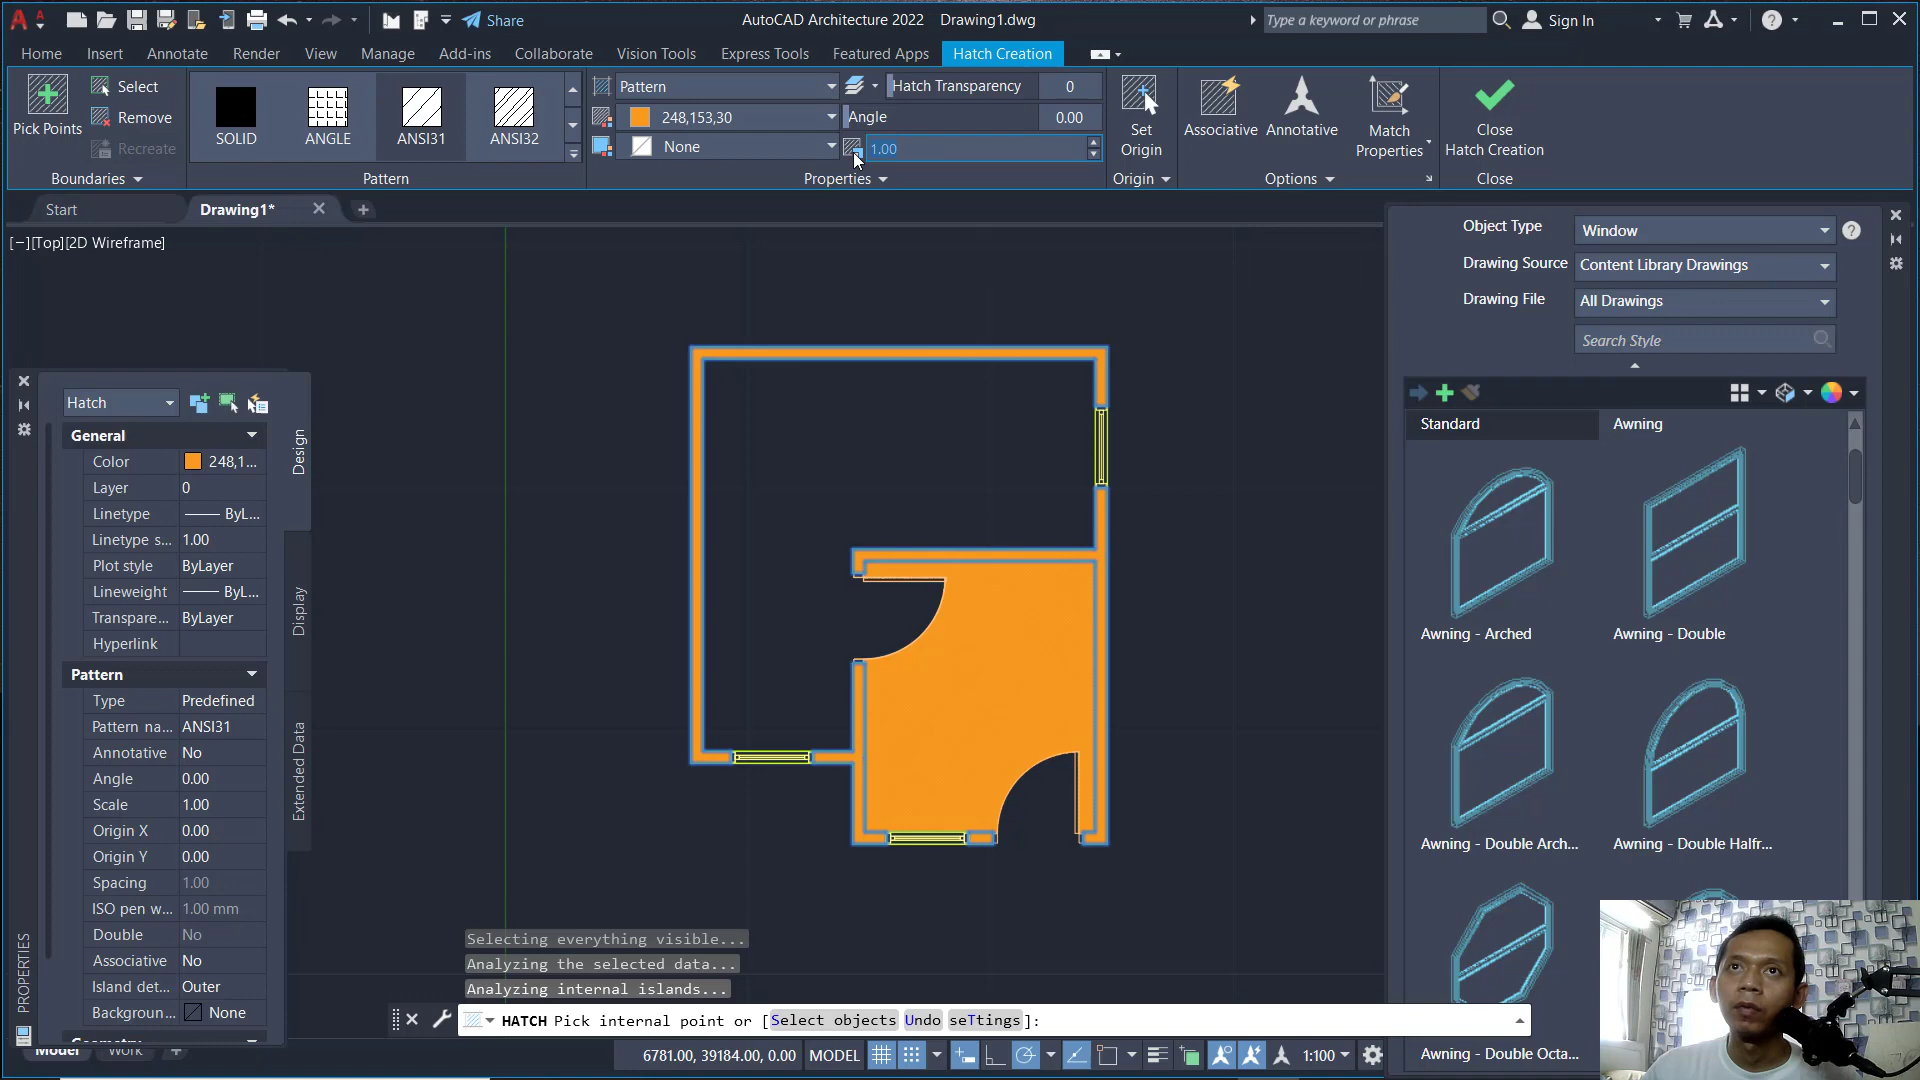 Share
AutoCAD Architecture 2022 Drawing1.dwg
Type a keyword or phrase
Sign In
Home
Insert
Annotate
Render
View
Manage
Add-ins
Collaborate
Vision Tools
Express Tools
Featured Apps
Hatch Creation
Pick Points
Select
Remove
Recreate
Boundaries
SOLID
ANGLE
ANSI31
ANSI32
Pattern
Pattern
248,153,30
None
Hatch Transparency 0
Angle 0.00
1.00
Properties
Set Origin
Origin
Associative
Annotative
Match Properties
Options
Close Hatch Creation
Close
Start
Drawing1*
[−][Top][2D Wireframe]
Object Type Window
Drawing Source Content Library Drawings
Drawing File All Drawings
Search Style
Standard
Awning
Awning - Arched
Awning - Double
Awning - Double Arch...
Awning - Double Halfr...
Awning - Double Octa...
Hatch
General
Color 248,1...
Layer 0
Linetype ByL...
Linetype s... 1.00
Plot style ByLayer
Lineweight ByL...
Transpare... ByLayer
Hyperlink
Pattern
Type Predefined
Pattern na... ANSI31
Annotative No
Angle 0.00
Scale 1.00
Origin X 0.00
Origin Y 0.00
Spacing 1.00
ISO pen w... 1.00 mm
Double No
Associative No
Island det... Outer
Backgroun... None
Design
Display
Extended Data
PROPERTIES
Selecting everything visible...
Analyzing the selected data...
Analyzing internal islands...
HATCH Pick internal point or [Select objects Undo seTtings]:
Model
Work
6781.00, 39184.00, 0.00
MODEL
1:100